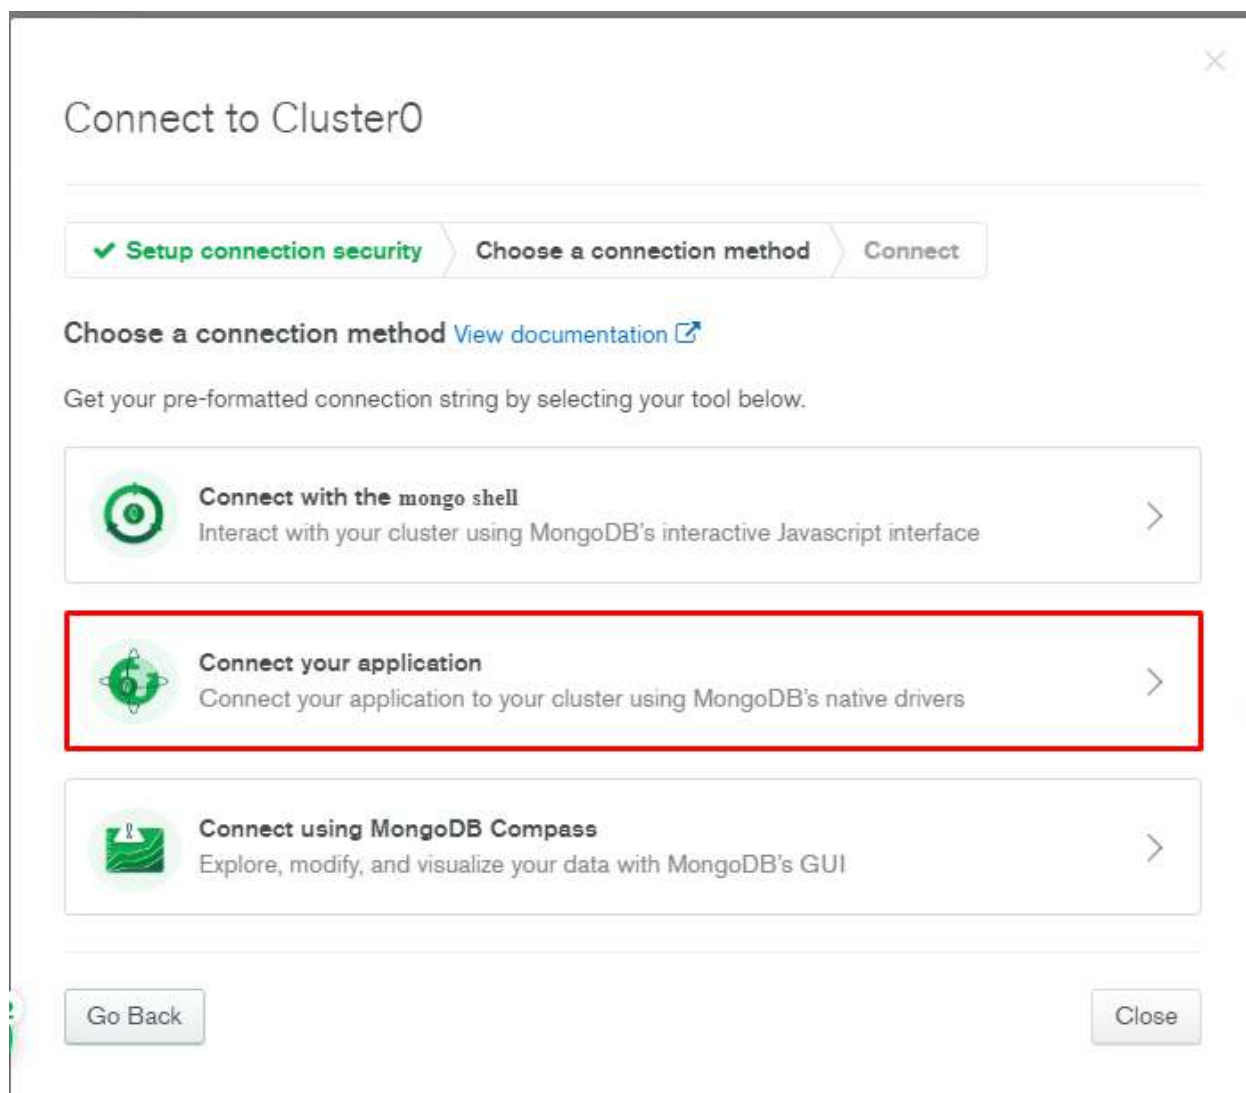 Connect to Cluster0
Setup connection security
Choose a connection method
Connect
Choose a connection method View documentation
Get your pre-formatted connection string by selecting your tool below.
Connect with the mongo shell
Interact with your cluster using MongoDB's interactive Javascript interface
Connect your application
Connect your application to your cluster using MongoDB's native drivers
Connect using MongoDB Compass
Explore, modify, and visualize your data with MongoDB's GUI
Go Back
Close